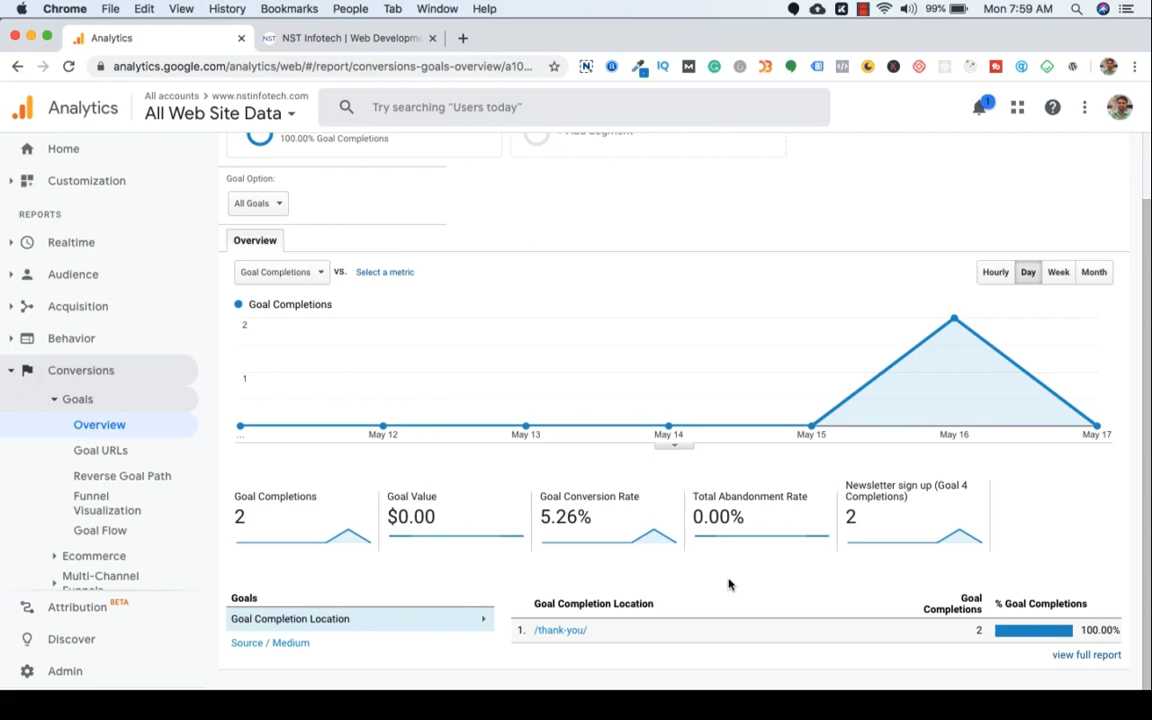 Chrome File Edit View History Bookmarks People Tab Window Help 99% Mon 7:59 AM
Analytics
NST Infotech | Web Developm
analytics.google.com/analytics/web/#/report/conversions-goals-overview/a10...
Analytics
All accounts > www.nstinfotech.com
All Web Site Data
Try searching "Users today"
1
Home
Customization
REPORTS
Realtime
Audience
Acquisition
Behavior
Conversions
Goals
Overview
Goal URLs
Reverse Goal Path
Funnel
Visualization
Goal Flow
Ecommerce
Multi-Channel
Attribution BETA
Discover
Admin
100.00% Goal Completions
Goal Option:
All Goals
Overview
Goal Completions VS. Select a metric
Hourly Day Week Month
Goal Completions
2
1
... May 12 May 13 May 14 May 15 May 16 May 17
Goal Completions
2
Goal Value
$0.00
Goal Conversion Rate
5.26%
Total Abandonment Rate
0.00%
Newsletter sign up (Goal 4
Completions)
2
Goals
Goal Completion Location
Source / Medium
Goal Completion Location
Goal
Completions
% Goal Completions
1. /thank-you/ 2 100.00%
view full report